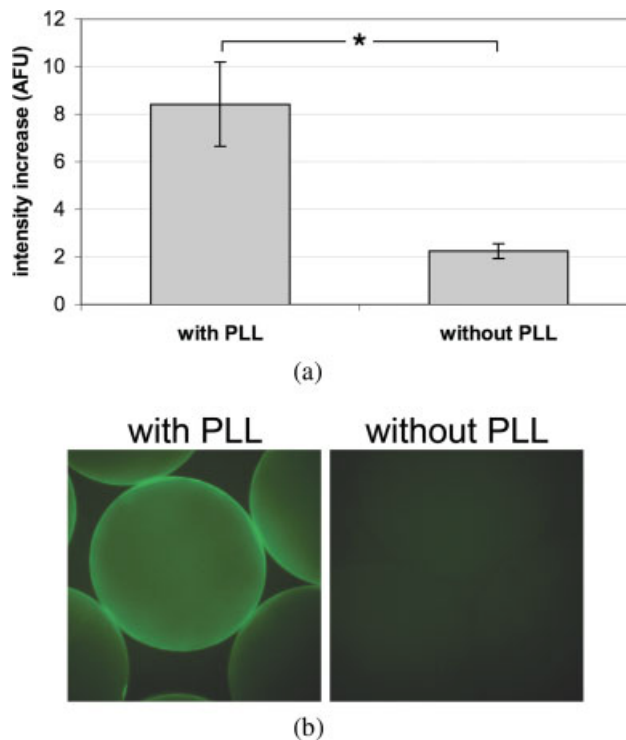 12
10
8
6
4
2
0
intensity increase (AFU)
*
with PLL
without PLL
(a)
with PLL
without PLL
(b)